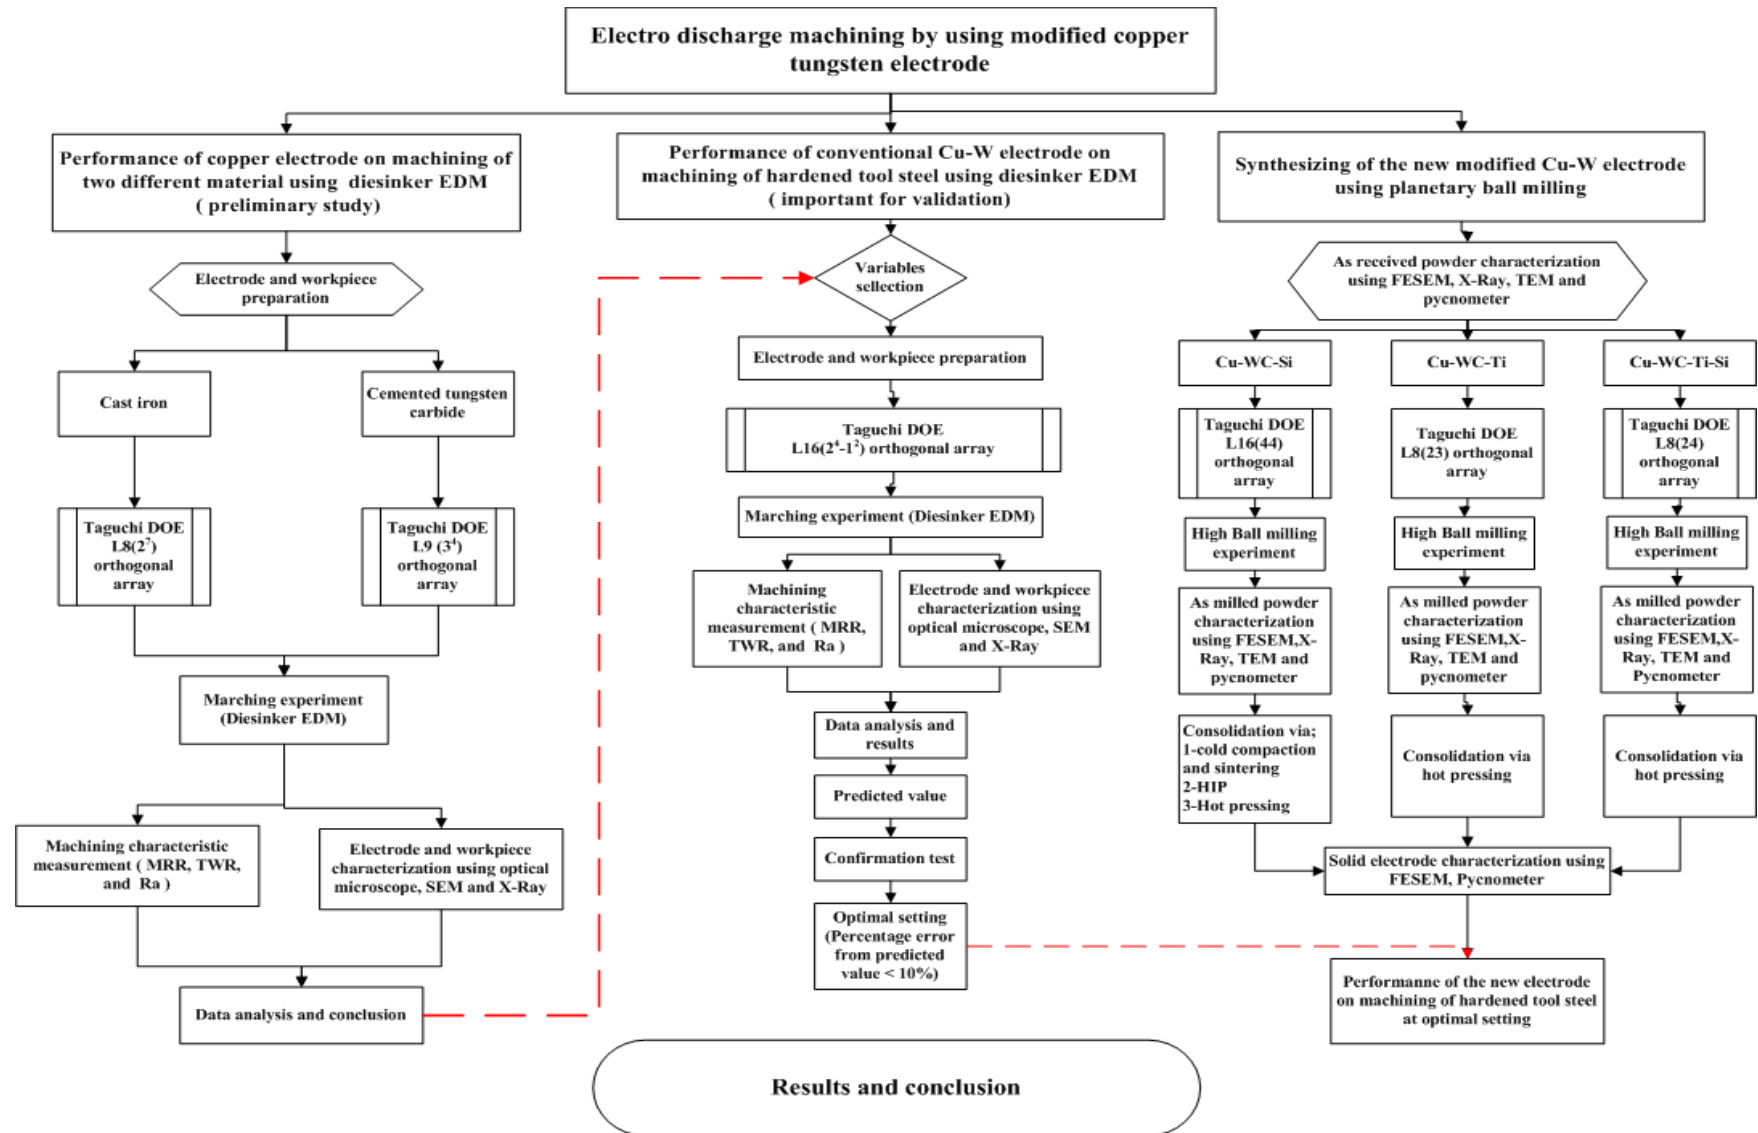 Electro discharge machining by using modified copper
tungsten electrode
Performance of copper electrode on machining of
two different material using diesinker EDM
( preliminary study)
Electrode and workpiece
preparation
Cast iron
Cemented tungsten
carbide
Taguchi DOE
L8(2⁷)
orthogonal
array
Taguchi DOE
L9 (3⁴)
orthogonal
array
Marching experiment
(Diesinker EDM)
Machining characteristic
measurement ( MRR, TWR,
and Ra )
Electrode and workpiece
characterization using optical
microscope, SEM and X-Ray
Data analysis and conclusion
Performance of conventional Cu-W electrode on
machining of hardened tool steel using diesinker EDM
( important for validation)
Variables
sellection
Electrode and workpiece preparation
Taguchi DOE
L16(2⁴-1²) orthogonal array
Marching experiment (Diesinker EDM)
Machining
characteristic
measurement ( MRR,
TWR, and Ra )
Electrode and workpiece
characterization using
optical microscope, SEM
and X-Ray
Data analysis and
results
Predicted value
Confirmation test
Optimal setting
(Percentage error
from predicted
value < 10%)
Synthesizing of the new modified Cu-W electrode
using planetary ball milling
As received powder characterization
using FESEM, X-Ray, TEM and
pycnometer
Cu-WC-Si
Cu-WC-Ti
Cu-WC-Ti-Si
Taguchi DOE
L16(44)
orthogonal
array
Taguchi DOE
L8(23) orthogonal
array
Taguchi DOE
L8(24)
orthogonal
array
High Ball milling
experiment
High Ball milling
experiment
High Ball milling
experiment
As milled powder
characterization
using FESEM,X-
Ray, TEM and
pycnometer
As milled powder
characterization
using FESEM,X-
Ray, TEM and
pycnometer
As milled powder
characterization
using FESEM,X-
Ray, TEM and
Pycnometer
Consolidation via;
1-cold compaction
and sintering
2-HIP
3-Hot pressing
Consolidation via
hot pressing
Consolidation via
hot pressing
Solid electrode characterization using
FESEM, Pycnometer
Performanne of the new electrode
on machining of hardened tool steel
at optimal setting
Results and conclusion